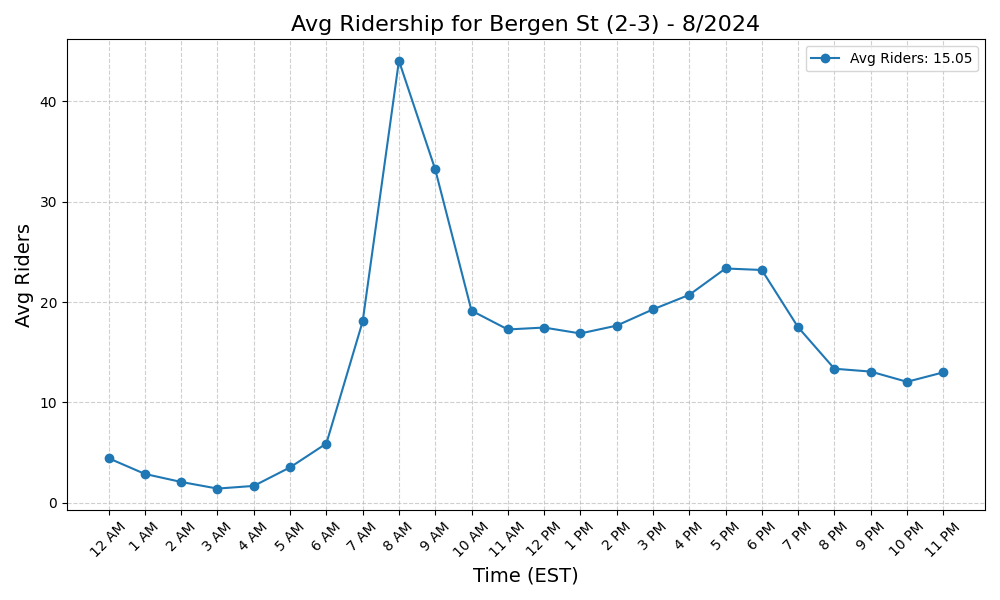 Avg Ridership for Bergen St (2-3) - 8/2024
Avg Riders: 15.05
Avg Riders
40
30
20
10
0
12 AM
1 AM
2 AM
3 AM
4 AM
5 AM
6 AM
7 AM
8 AM
9 AM
10 AM
11 AM
12 PM
1 PM
2 PM
3 PM
4 PM
5 PM
6 PM
7 PM
8 PM
9 PM
10 PM
11 PM
Time (EST)